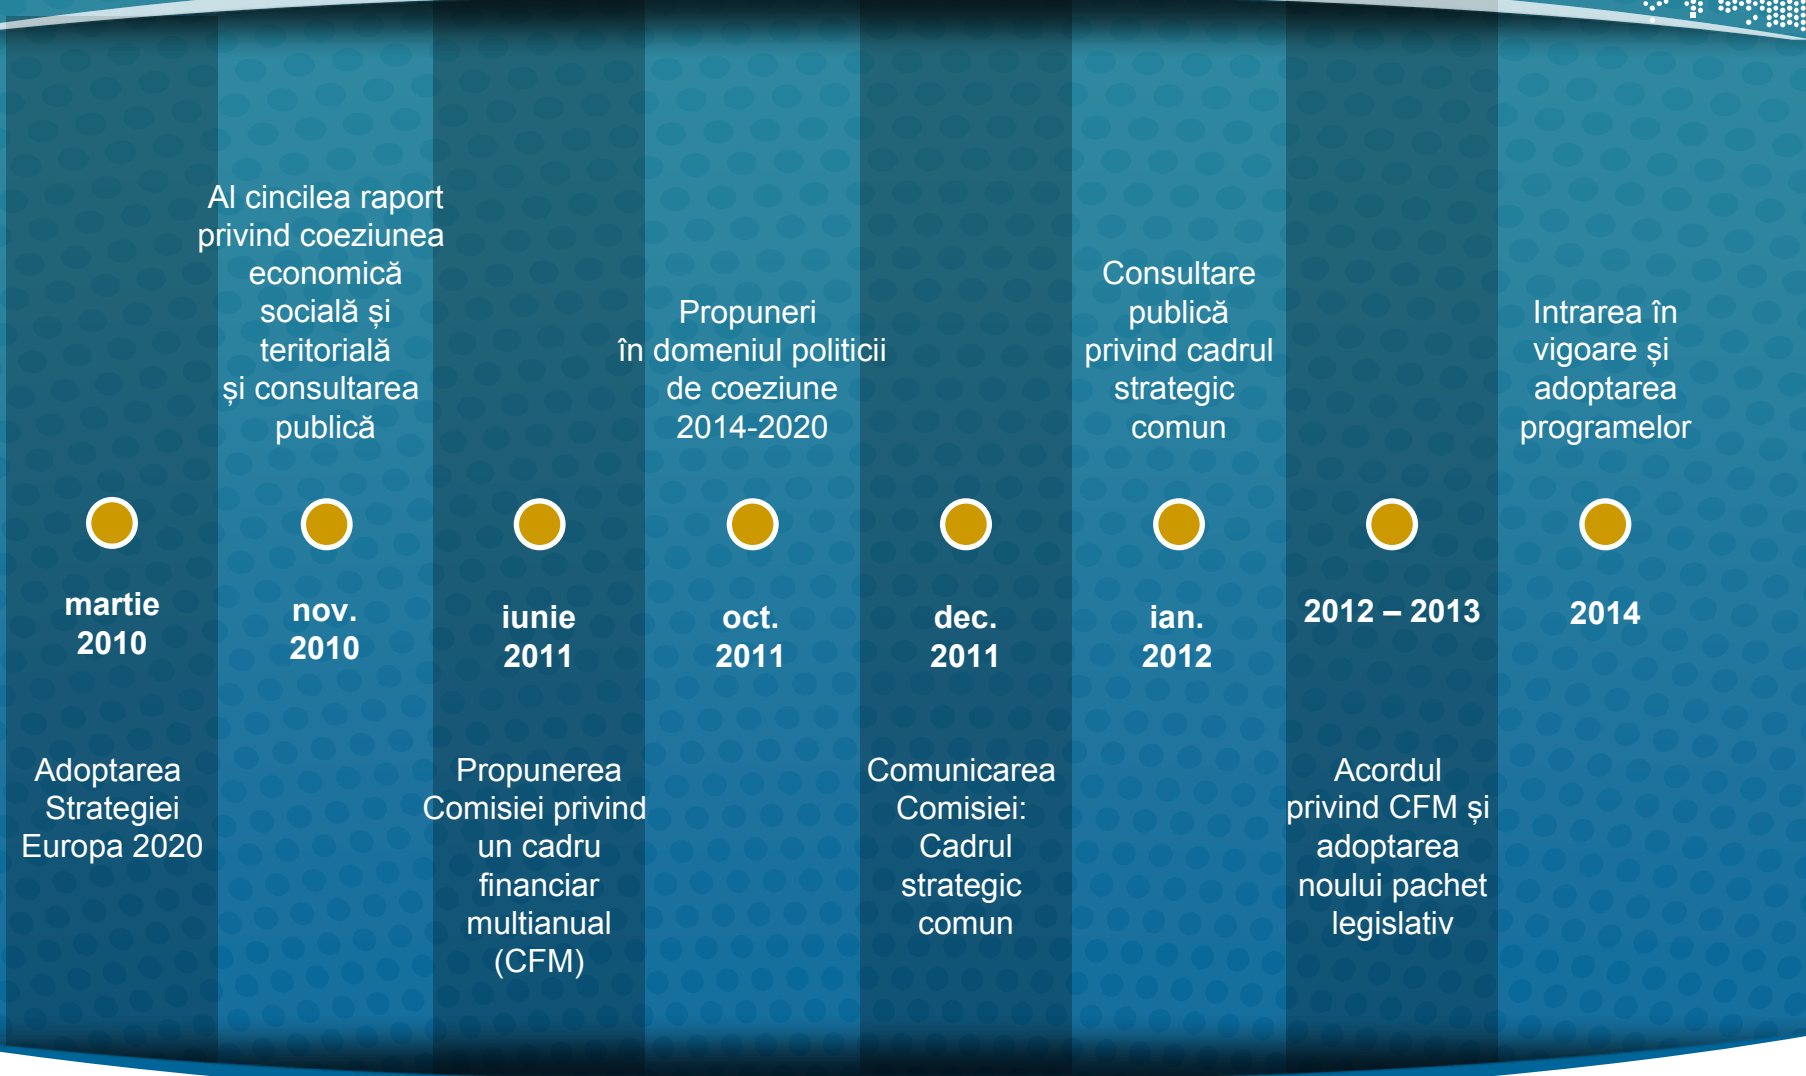 martie
2010
Adoptarea
Strategiei
Europa 2020
Al cincilea raport
privind coeziunea
economică
socială și
teritorială
și consultarea
publică
nov.
2010
iunie
2011
Propunerea
Comisiei privind
un cadru
financiar
multianual
(CFM)
Propuneri
în domeniul politicii
de coeziune
2014-2020
oct.
2011
dec.
2011
Comunicarea
Comisiei:
Cadrul
strategic
comun
Consultare
publică
privind cadrul
strategic
comun
ian.
2012
2012 – 2013
Acordul
privind CFM și
adoptarea
noului pachet
legislativ
Intrarea în
vigoare și
adoptarea
programelor
2014